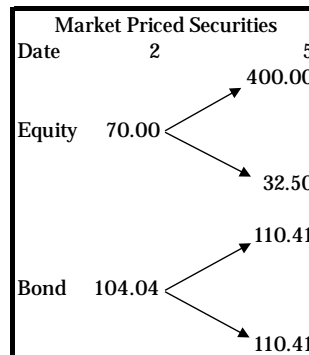 Market Priced Securities
Date 2 5
400.00
Equity 70.00
32.50
110.41
Bond 104.04
110.41